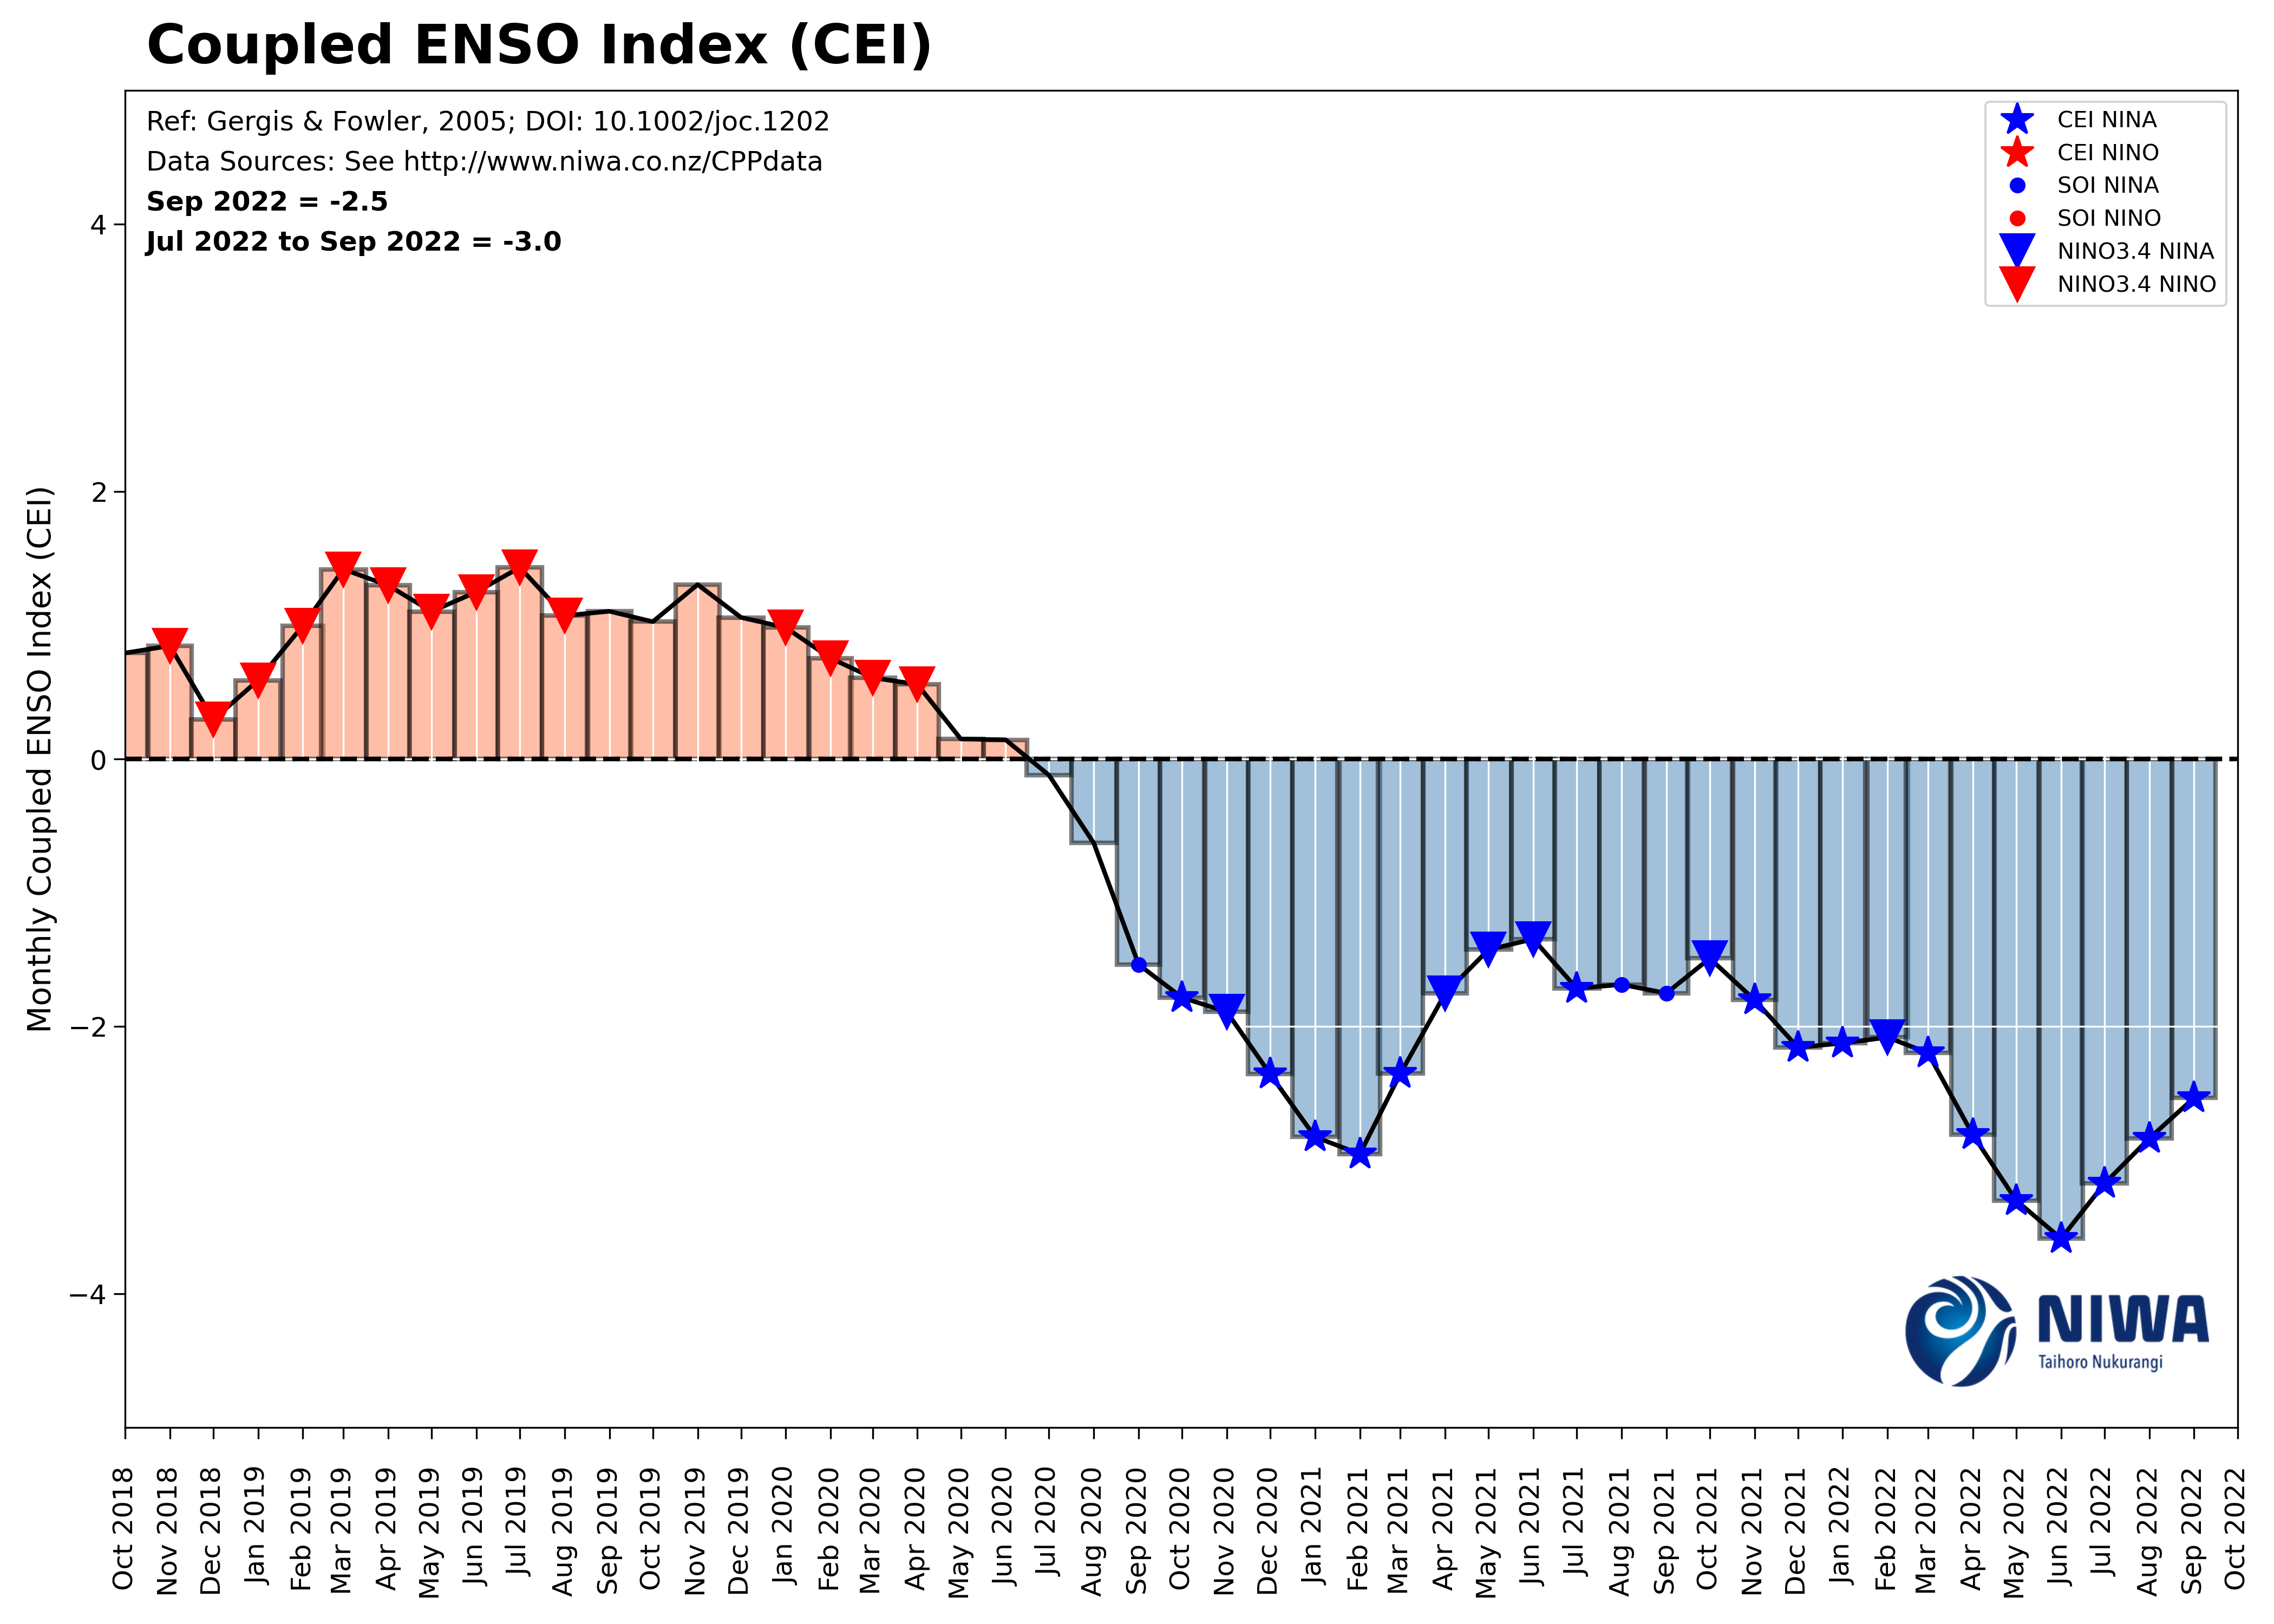 Coupled ENSO Index (CEI)
Ref: Gergis & Fowler, 2005; DOI: 10.1002/joc.1202
Data Sources: See http://www.niwa.co.nz/CPPdata
Sep 2022 = -2.5
Jul 2022 to Sep 2022 = -3.0
CEI NINA
CEI NINO
SOI NINA
SOI NINO
NINO3.4 NINA
NINO3.4 NINO
Monthly Coupled ENSO Index (CEI)
4
2
0
−2
−4
NIWA
Taihoro Nukurangi
Oct 2018
Nov 2018
Dec 2018
Jan 2019
Feb 2019
Mar 2019
Apr 2019
May 2019
Jun 2019
Jul 2019
Aug 2019
Sep 2019
Oct 2019
Nov 2019
Dec 2019
Jan 2020
Feb 2020
Mar 2020
Apr 2020
May 2020
Jun 2020
Jul 2020
Aug 2020
Sep 2020
Oct 2020
Nov 2020
Dec 2020
Jan 2021
Feb 2021
Mar 2021
Apr 2021
May 2021
Jun 2021
Jul 2021
Aug 2021
Sep 2021
Oct 2021
Nov 2021
Dec 2021
Jan 2022
Feb 2022
Mar 2022
Apr 2022
May 2022
Jun 2022
Jul 2022
Aug 2022
Sep 2022
Oct 2022